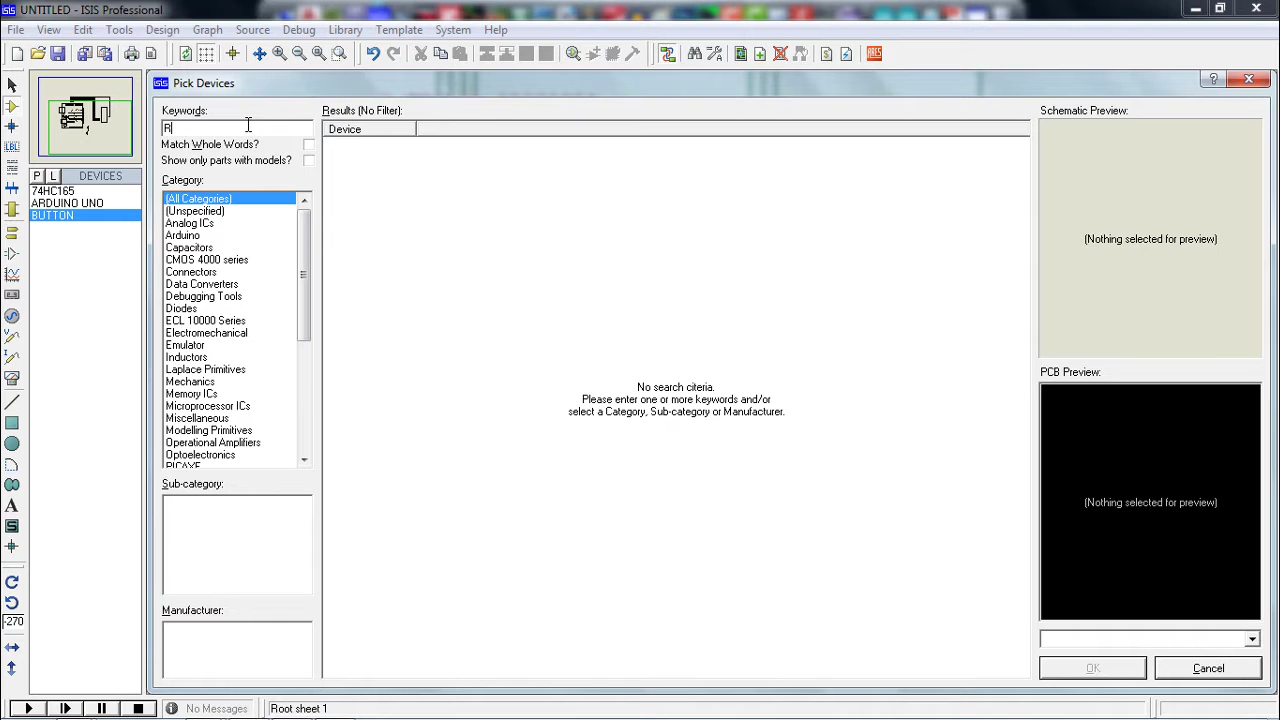 UNTITLED - ISIS Professional
File View Edit Tools Design Graph Source Debug Library Template System Help
ARES
Pick Devices
Keywords:
R
Match Whole Words?
Show only parts with models?
Category:
(All Categories)
(Unspecified)
Analog ICs
Arduino
Capacitors
CMOS 4000 series
Connectors
Data Converters
Debugging Tools
Diodes
ECL 10000 Series
Electromechanical
Emulator
Inductors
Laplace Primitives
Mechanics
Memory ICs
Microprocessor ICs
Miscellaneous
Modelling Primitives
Operational Amplifiers
Optoelectronics
PICAXE
Sub-category:
Manufacturer:
Results (No Filter):
Device
No search citeria.
Please enter one or more keywords and/or
select a Category, Sub-category or Manufacturer.
Schematic Preview:
(Nothing selected for preview)
PCB Preview:
(Nothing selected for preview)
OK
Cancel
P L DEVICES
74HC165
ARDUINO UNO
BUTTON
LBL
A
S
-270
No Messages
Root sheet 1